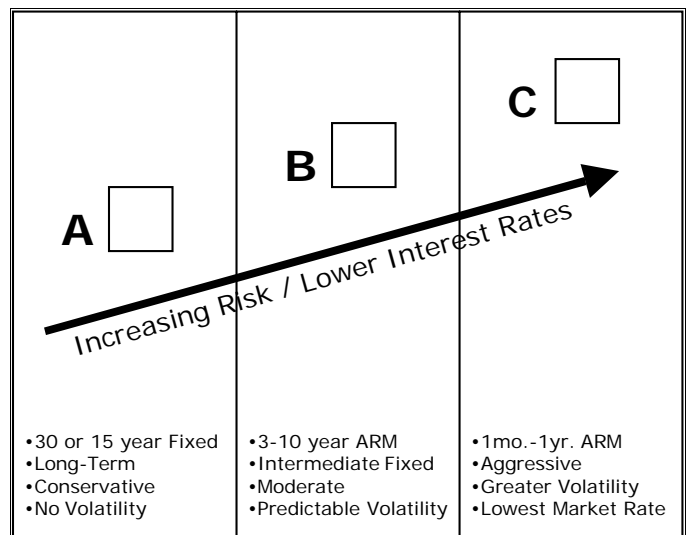 A
B
C
Increasing Risk / Lower Interest Rates
•30 or 15 year Fixed
•Long-Term
•Conservative
•No Volatility
•3-10 year ARM
•Intermediate Fixed
•Moderate
•Predictable Volatility
•1mo.-1yr. ARM
•Aggressive
•Greater Volatility
•Lowest Market Rate